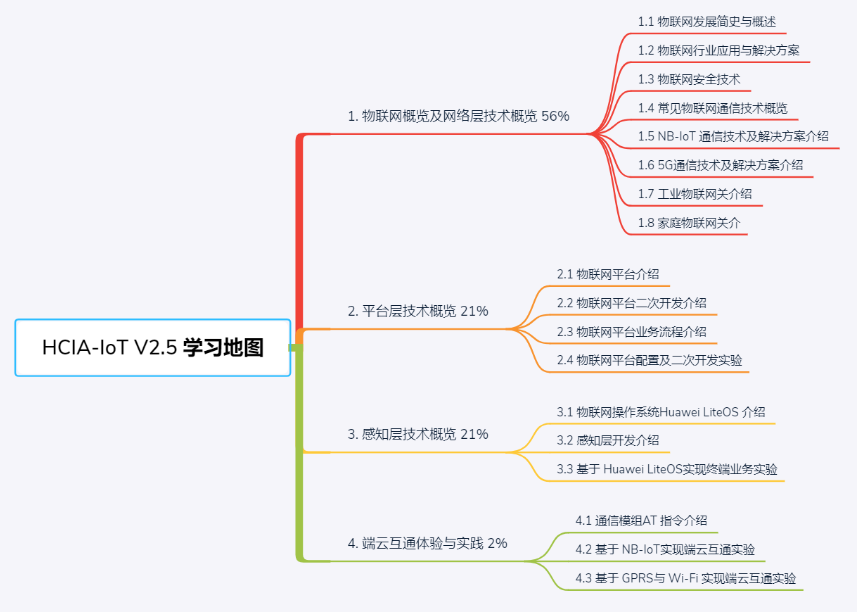 HCIA-IoT V2.5 学习地图
1. 物联网概览及网络层技术概览 56%
1.1 物联网发展简史与概述
1.2 物联网行业应用与解决方案
1.3 物联网安全技术
1.4 常见物联网通信技术概览
1.5 NB-IoT 通信技术及解决方案介绍
1.6 5G通信技术及解决方案介绍
1.7 工业物联网关介绍
1.8 家庭物联网关介
2. 平台层技术概览 21%
2.1 物联网平台介绍
2.2 物联网平台二次开发介绍
2.3 物联网平台业务流程介绍
2.4 物联网平台配置及二次开发实验
3. 感知层技术概览 21%
3.1 物联网操作系统Huawei LiteOS 介绍
3.2 感知层开发介绍
3.3 基于 Huawei LiteOS实现终端业务实验
4. 端云互通体验与实践 2%
4.1 通信模组AT 指令介绍
4.2 基于 NB-IoT实现端云互通实验
4.3 基于 GPRS与 Wi-Fi 实现端云互通实验